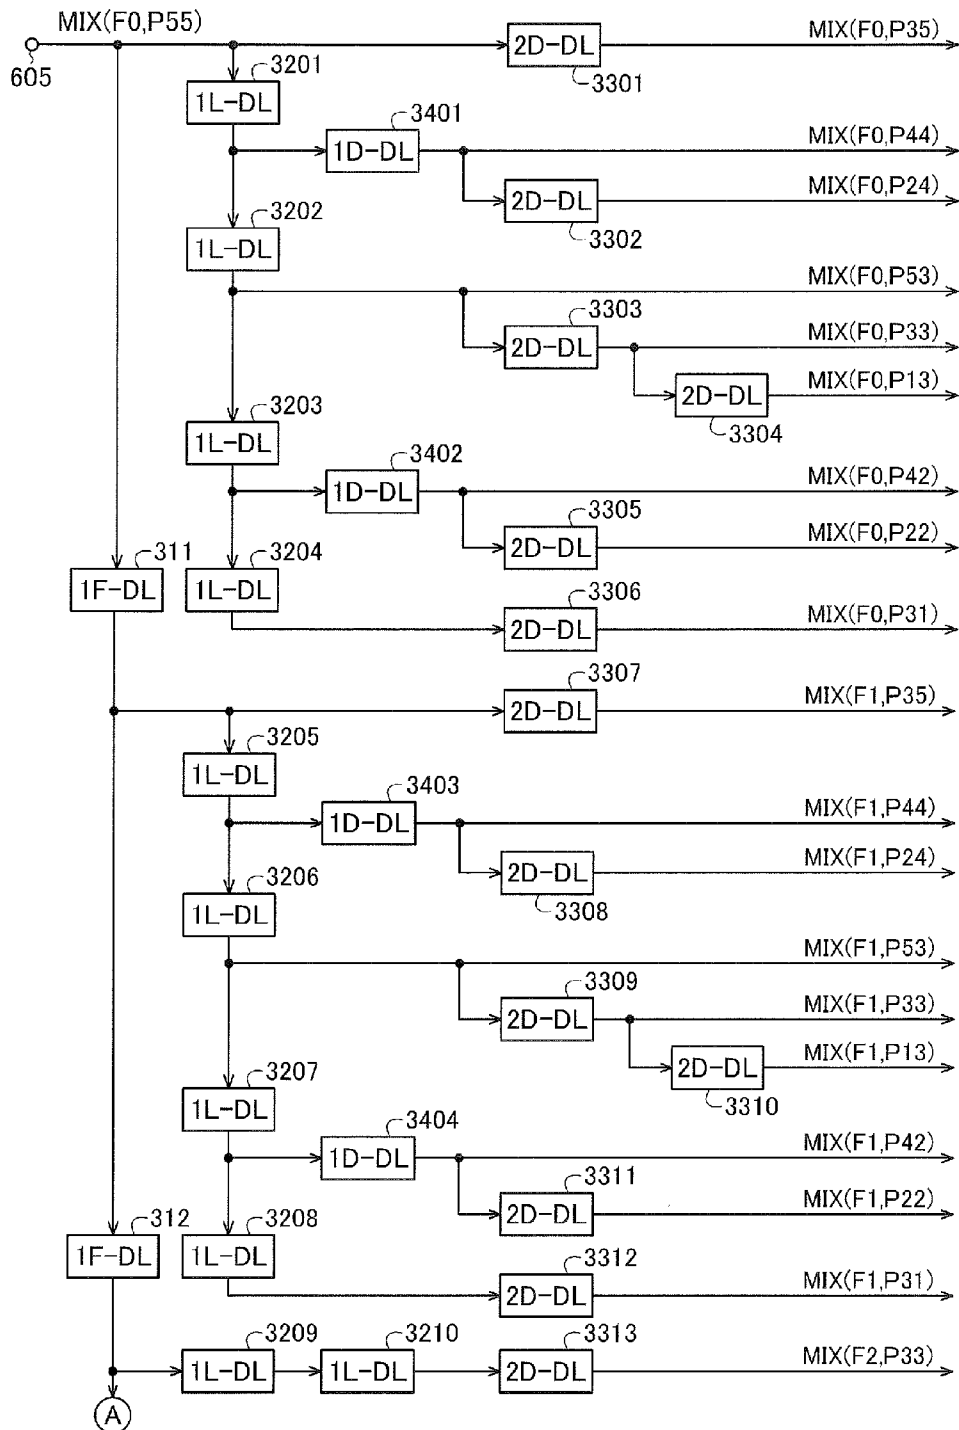 MIX(F0,P55)
605
2D-DL
3301
MIX(F0,P35)
3201
1L-DL
3401
1D-DL
MIX(F0,P44)
2D-DL
3302
MIX(F0,P24)
3202
1L-DL
MIX(F0,P53)
3303
2D-DL
MIX(F0,P33)
2D-DL
3304
MIX(F0,P13)
3203
1L-DL
3402
1D-DL
MIX(F0,P42)
3305
2D-DL
MIX(F0,P22)
311
1F-DL
3204
1L-DL
3306
2D-DL
MIX(F0,P31)
3307
2D-DL
MIX(F1,P35)
3205
1L-DL
3403
1D-DL
MIX(F1,P44)
2D-DL
3308
MIX(F1,P24)
3206
1L-DL
MIX(F1,P53)
3309
2D-DL
MIX(F1,P33)
2D-DL
3310
MIX(F1,P13)
3207
1L-DL
3404
1D-DL
MIX(F1,P42)
3311
2D-DL
MIX(F1,P22)
312
1F-DL
3208
1L-DL
3312
2D-DL
MIX(F1,P31)
3209
1L-DL
3210
1L-DL
3313
2D-DL
MIX(F2,P33)
A